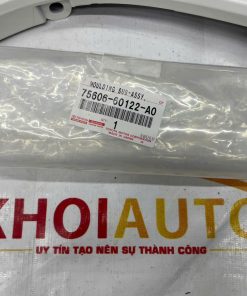 MOULDING SUB-ASSY,
75606-60122-A0
1
KHOIAUTO
UY TÍN TẠO NÊN SỰ THÀNH CÔNG